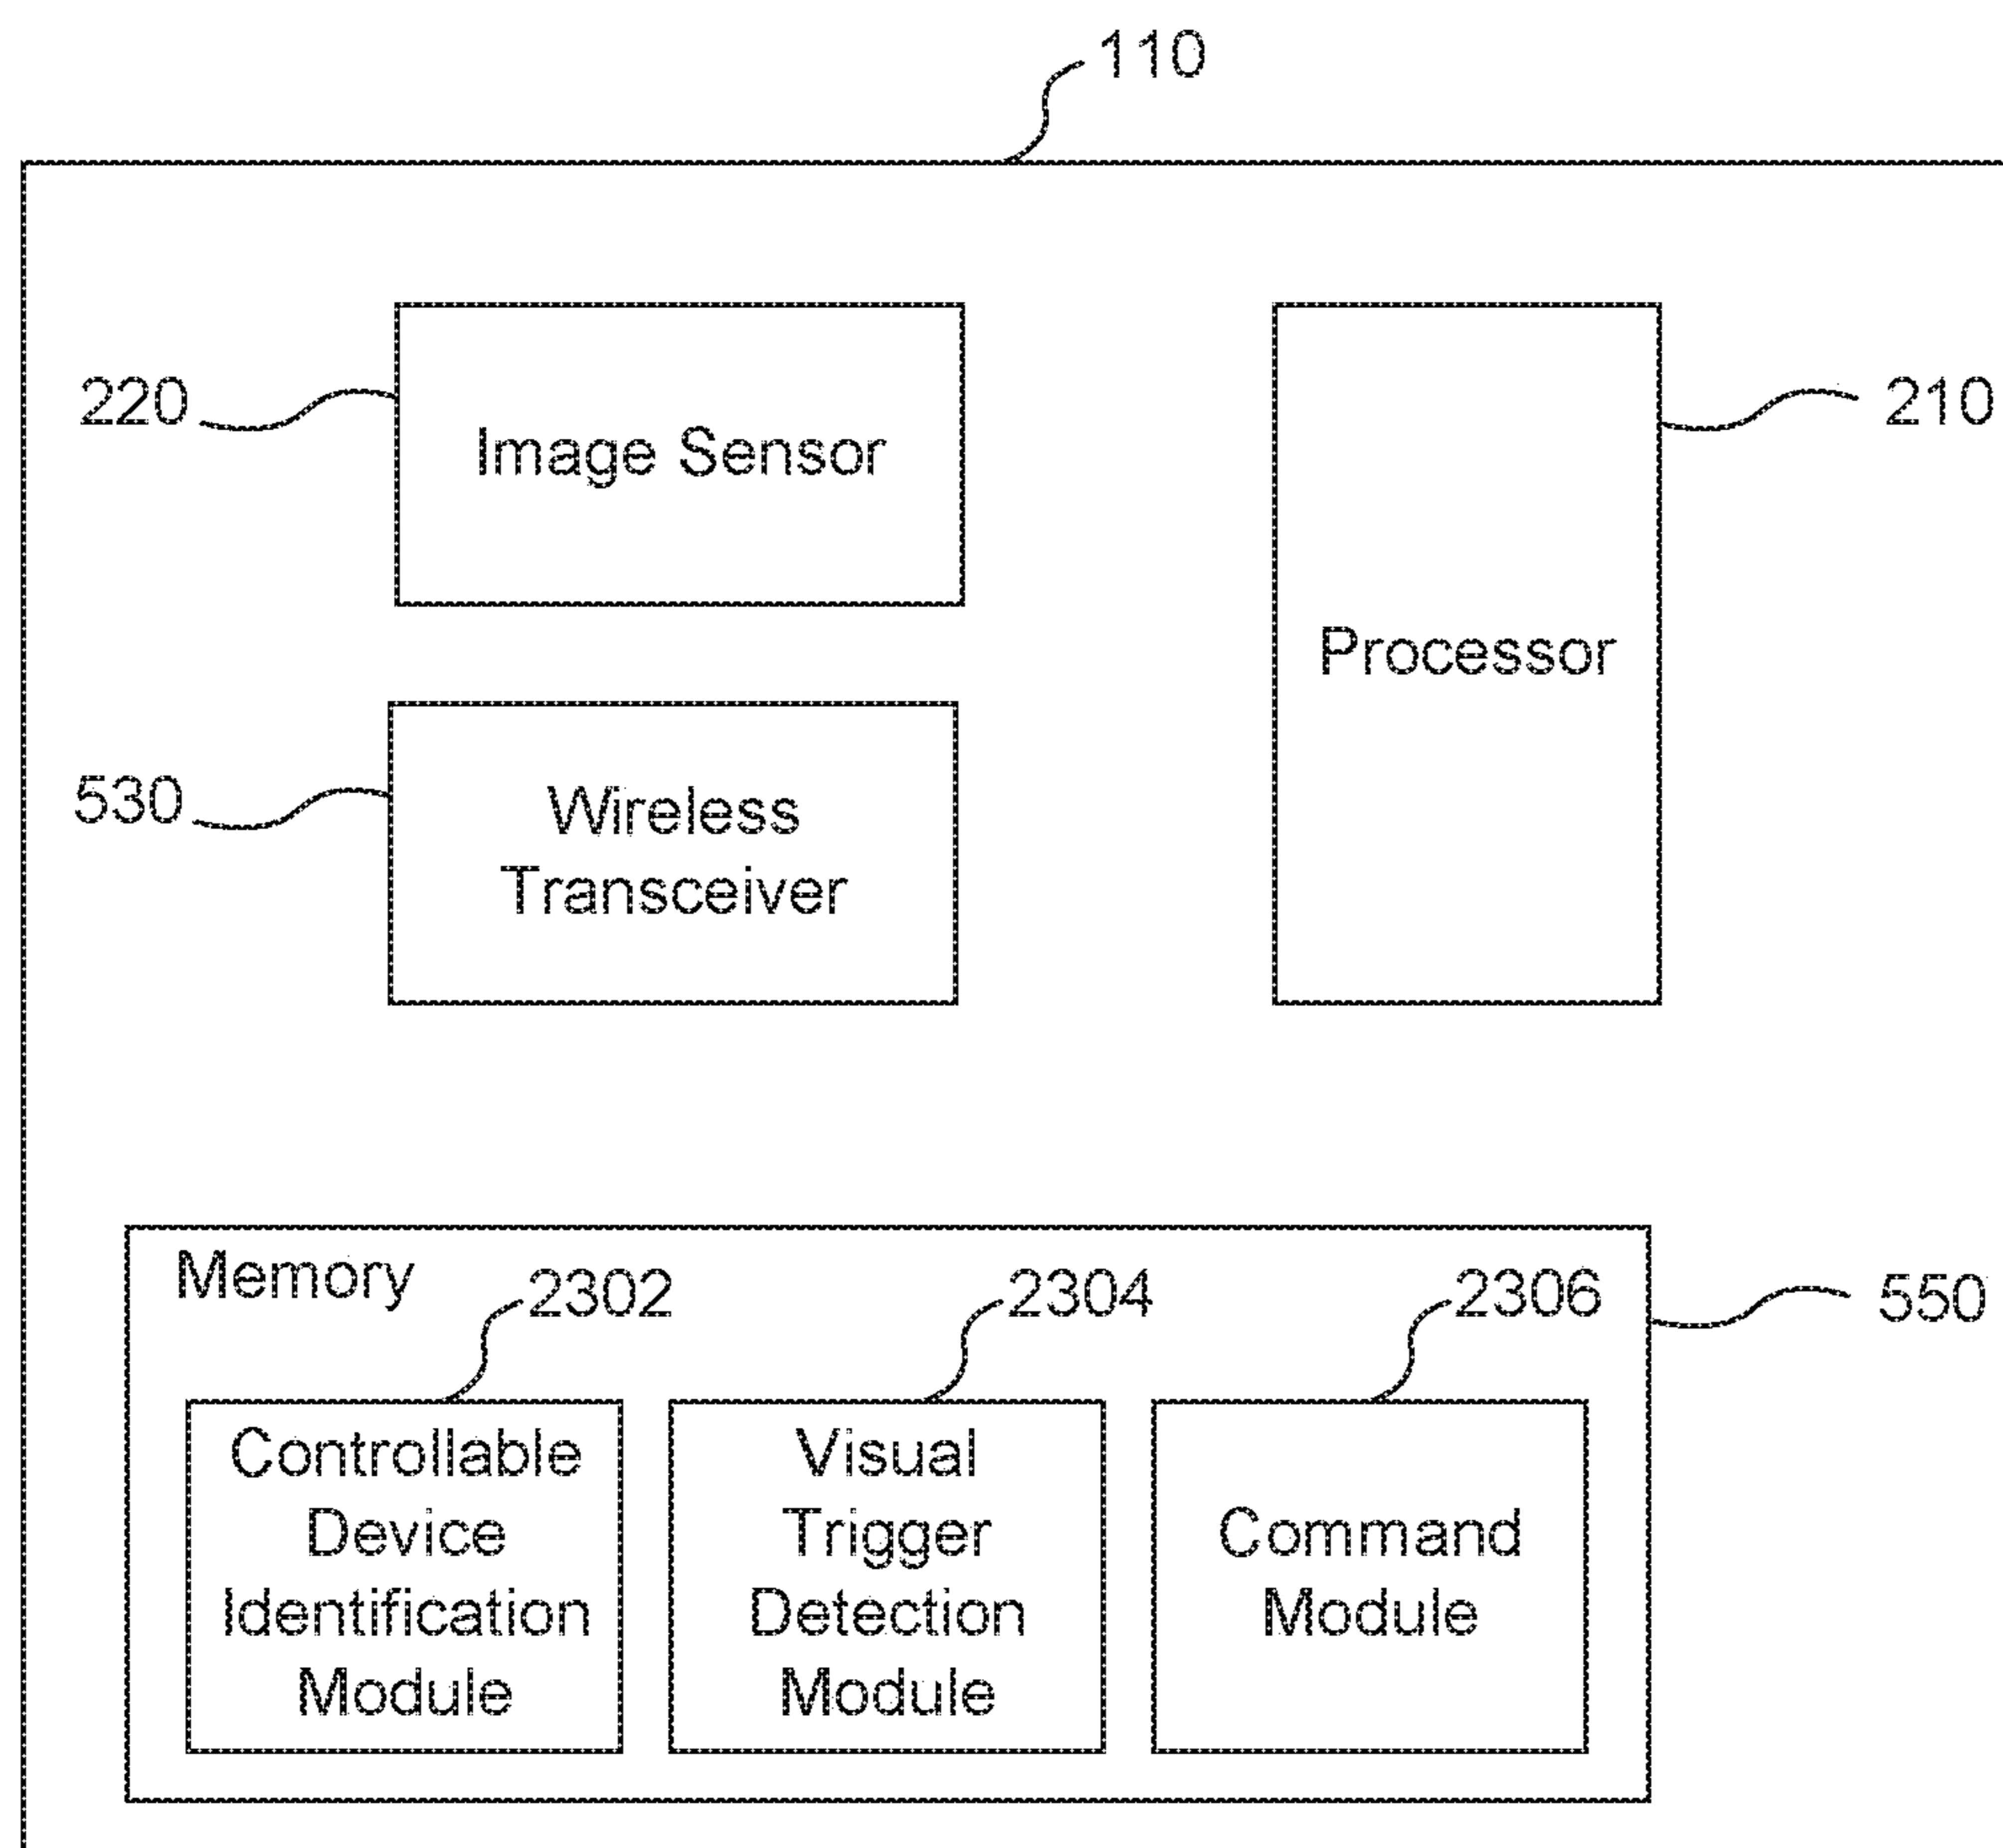 110
220
Image Sensor
210
Processor
530
Wireless
Transceiver
Memory
2302
2304
2306
550
Controllable
Device
Identification
Module
Visual
Trigger
Detection
Module
Command
Module